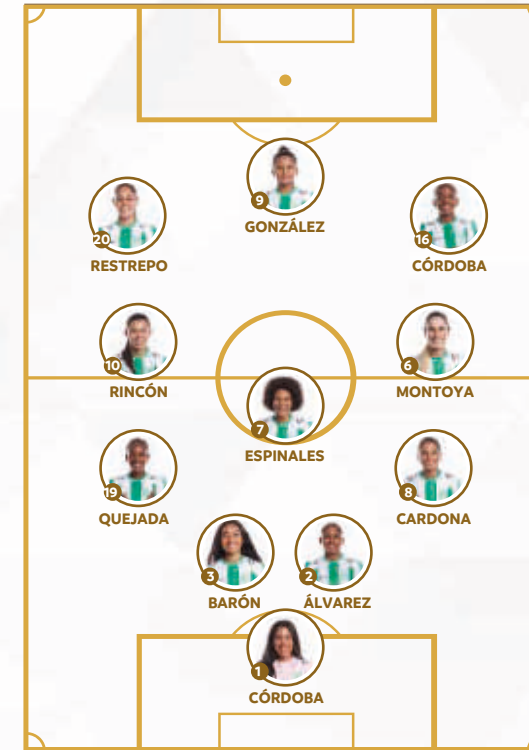 9
GONZÁLEZ
20
RESTREPO
16
CÓRDOBA
10
RINCÓN
6
MONTOYA
7
ESPINALES
19
QUEJADA
8
CARDONA
3
BARÓN
2
ÁLVAREZ
1
CÓRDOBA